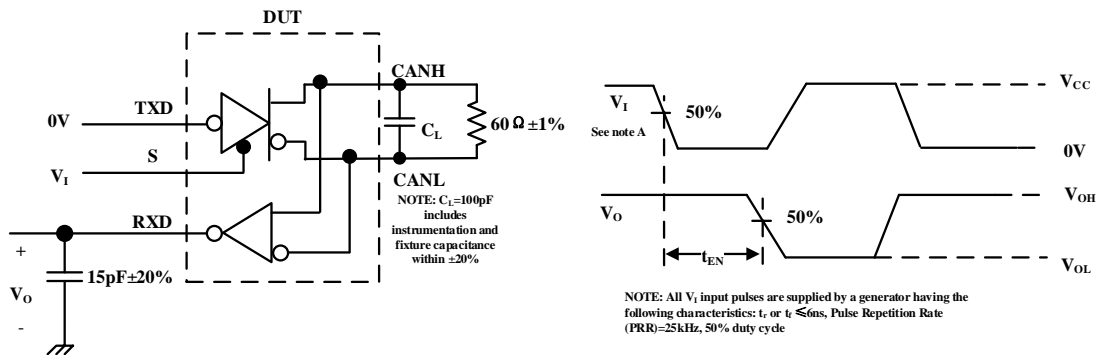 DUT
CANH
TXD
0V
C_L
60 Ω ±1%
S
V_I
CANL
NOTE: C_L=100pF
includes
instrumentation and
fixture capacitance
within ±20%
RXD
+
15pF±20%
V_O
-
V_CC
V_I
50%
See note A
0V
V_OH
V_O
50%
t_EN
V_OL
NOTE: All V_I input pulses are supplied by a generator having the
following characteristics: t_r or t_f ≤6ns, Pulse Repetition Rate
(PRR)=25kHz, 50% duty cycle